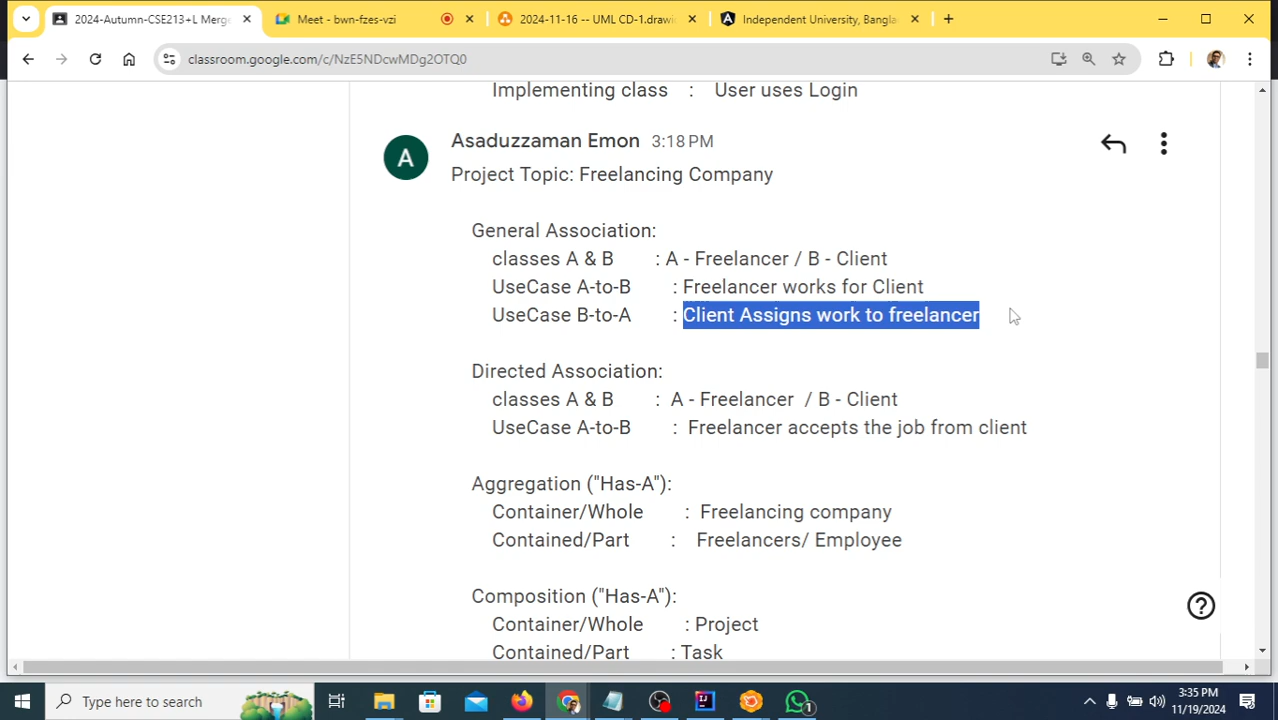 2024-Autumn-CSE213+L Merge
Meet - bwn-fzes-vzi
2024-11-16 -- UML CD-1.drawi
Independent University, Bangla
classroom.google.com/c/NzE5NDcwMDg2OTQ0
Implementing class : User uses Login
A
Asaduzzaman Emon 3:18 PM
Project Topic: Freelancing Company
General Association:
classes A & B : A - Freelancer / B - Client
UseCase A-to-B : Freelancer works for Client
UseCase B-to-A : Client Assigns work to freelancer
Directed Association:
classes A & B : A - Freelancer / B - Client
UseCase A-to-B : Freelancer accepts the job from client
Aggregation ("Has-A"):
Container/Whole : Freelancing company
Contained/Part : Freelancers/ Employee
Composition ("Has-A"):
Container/Whole : Project
Contained/Part : Task
Type here to search
1
3:35 PM
11/19/2024